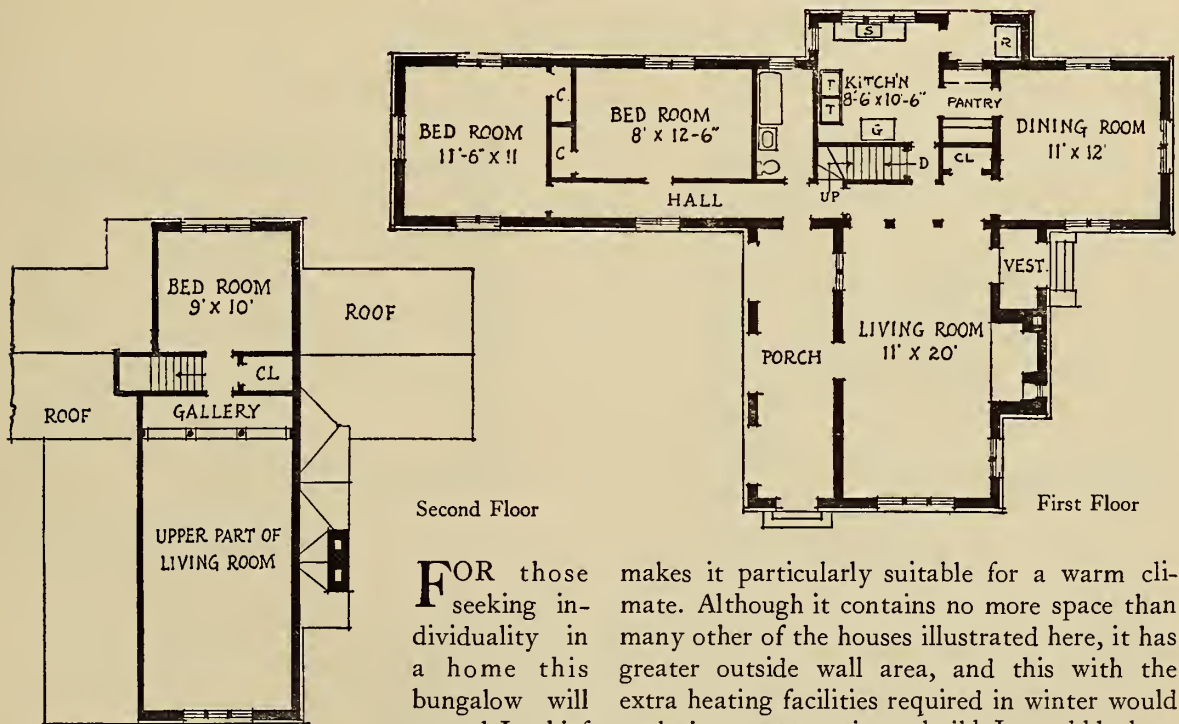 S
R
KITCH'N
8'-6" x 10'-6"
T
T
G
PANTRY
BED ROOM
11'-6" X 11
C
C
BED ROOM
8' X 12-6"
DINING ROOM
11' X 12'
CL
D
UP
HALL
VEST.
LIVING ROOM
11' X 20'
PORCH
First Floor
BED ROOM
9' X 10'
ROOF
CL
ROOF
GALLERY
UPPER PART OF
LIVING ROOM
Second Floor
FOR those
seeking in-
dividuality in
a home this
bungalow will
makes it particularly suitable for a warm cli-
mate. Although it contains no more space than
many other of the houses illustrated here, it has
greater outside wall area, and this with the
extra heating facilities required in winter would